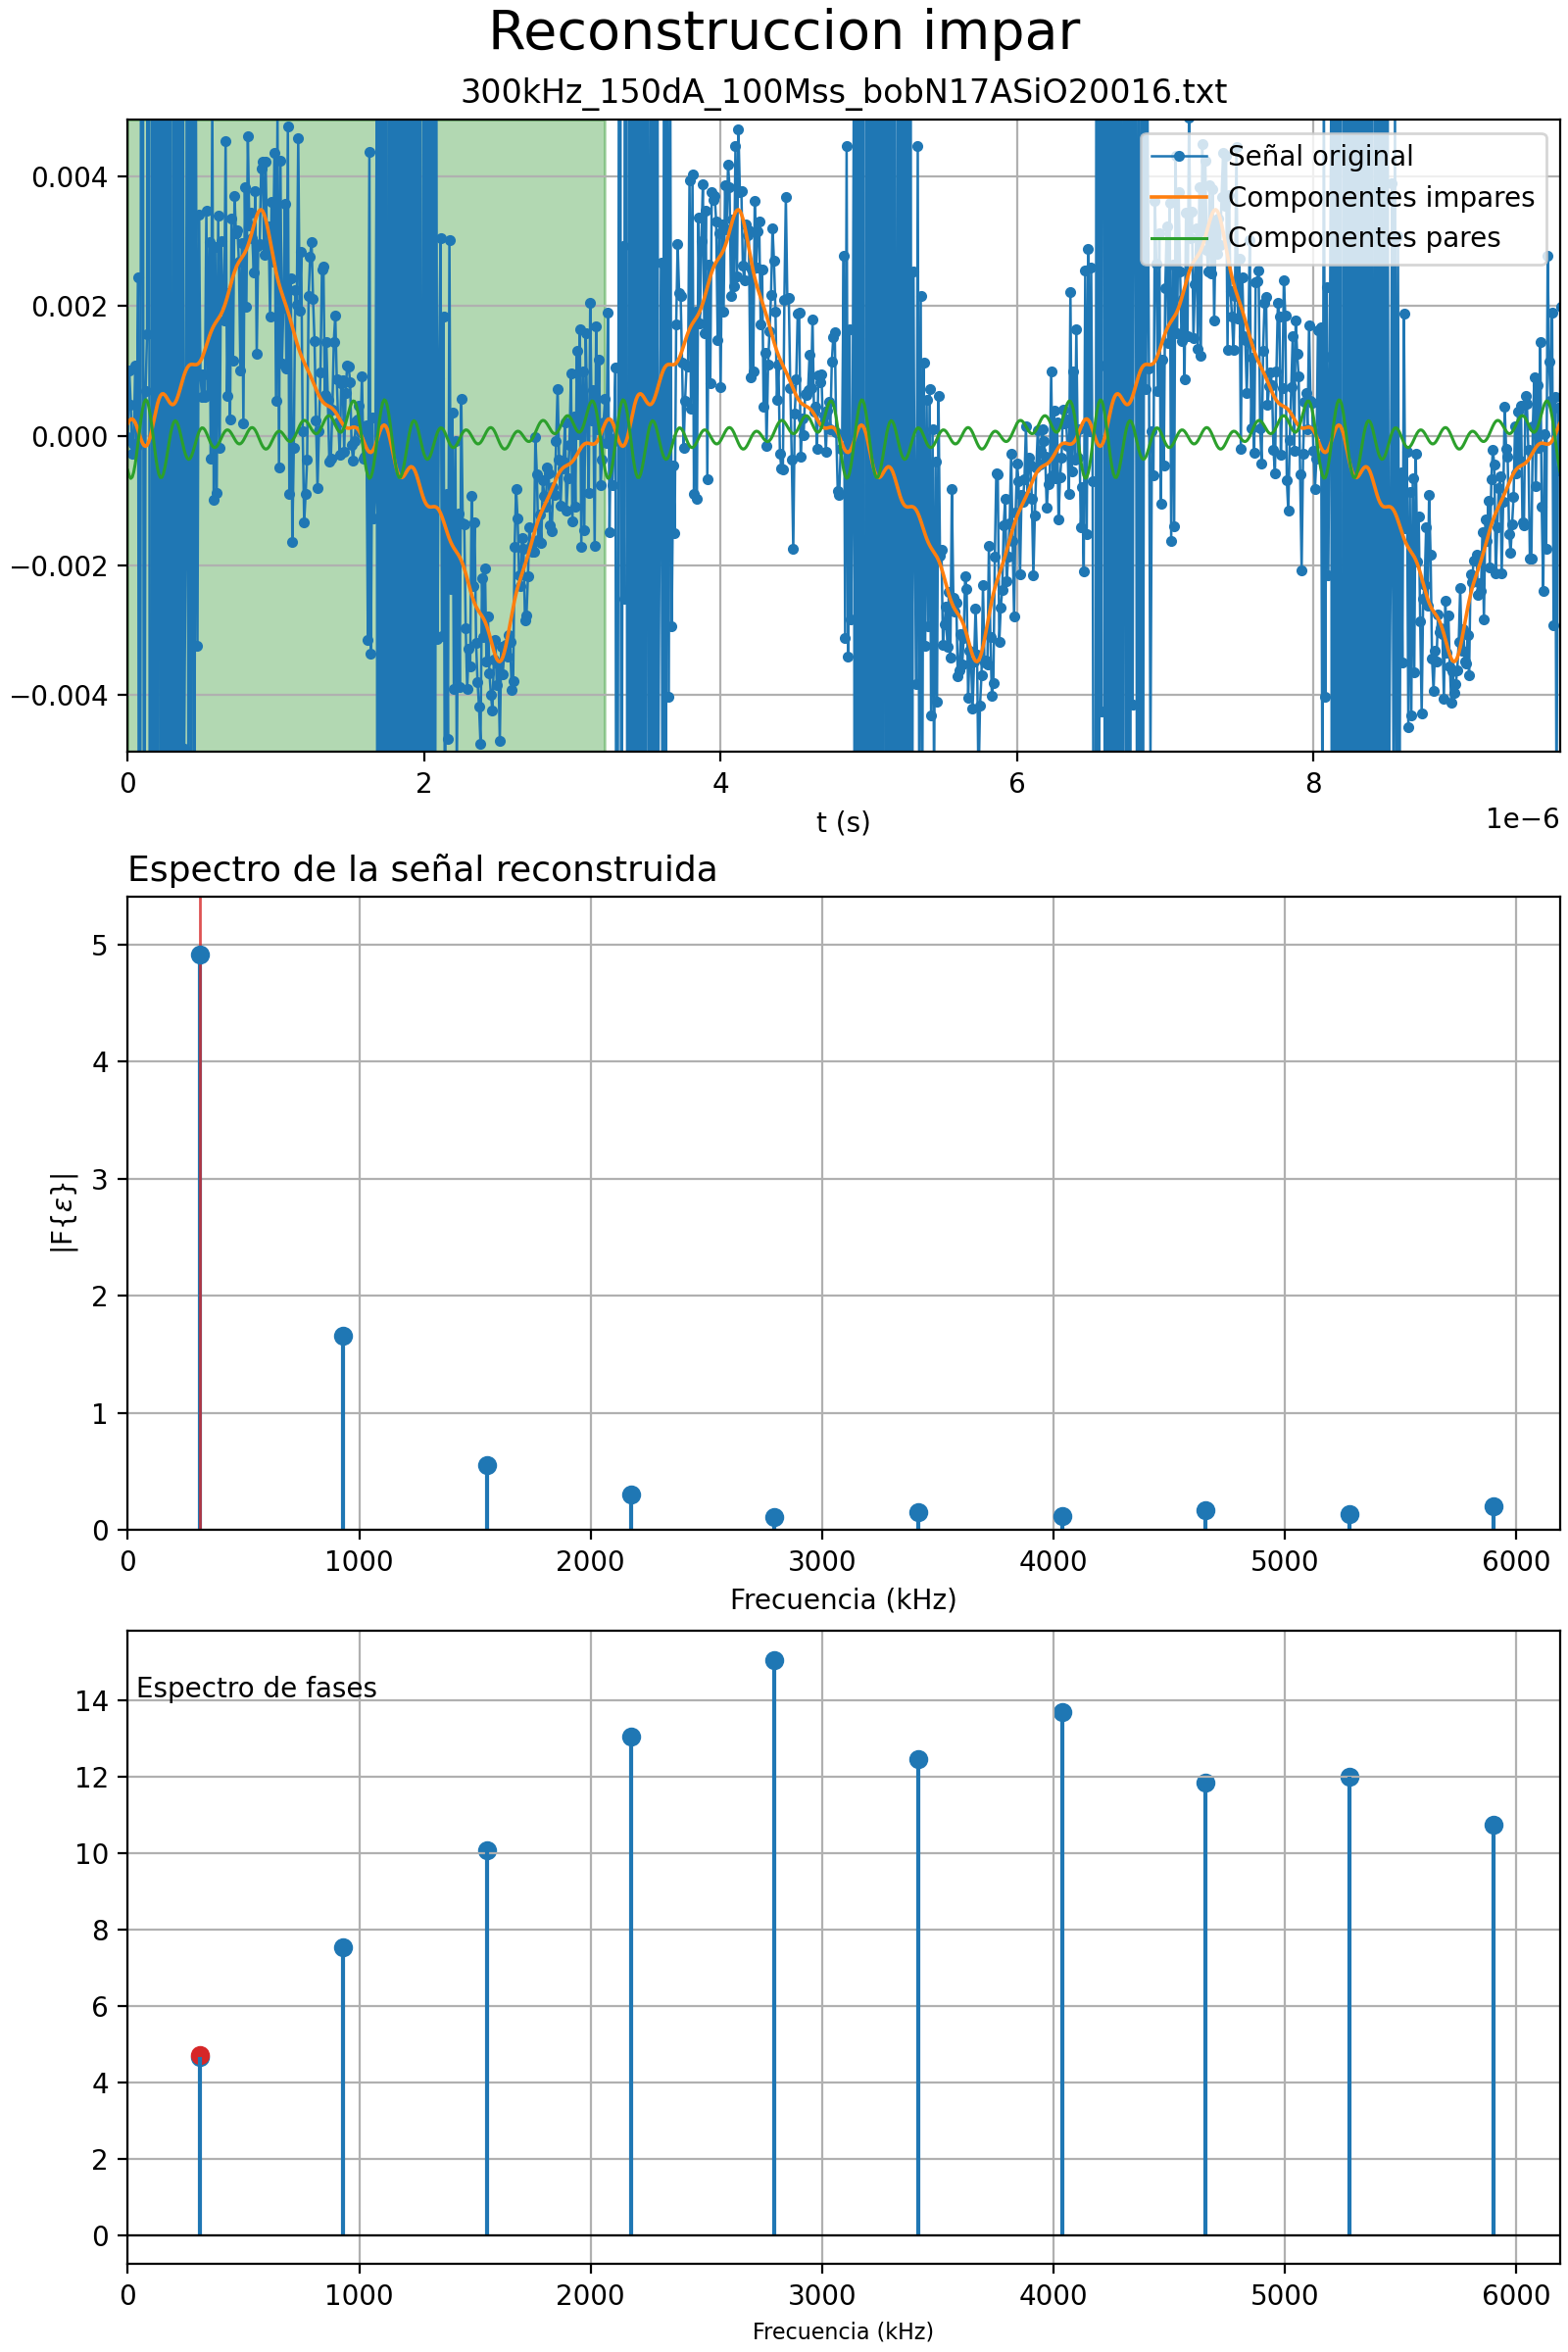 Reconstruccion impar
300kHz_150dA_100Mss_bobN17ASiO20016.txt
Señal original
Componentes impares
Componentes pares
0.004
0.002
0.000
−0.002
−0.004
0 2 4 6 8
1e−6
t (s)
Espectro de la señal reconstruida
5
4
3
2
1
0
|F{ε}|
0 1000 2000 3000 4000 5000 6000
Frecuencia (kHz)
Espectro de fases
14
12
10
8
6
4
2
0
0 1000 2000 3000 4000 5000 6000
Frecuencia (kHz)